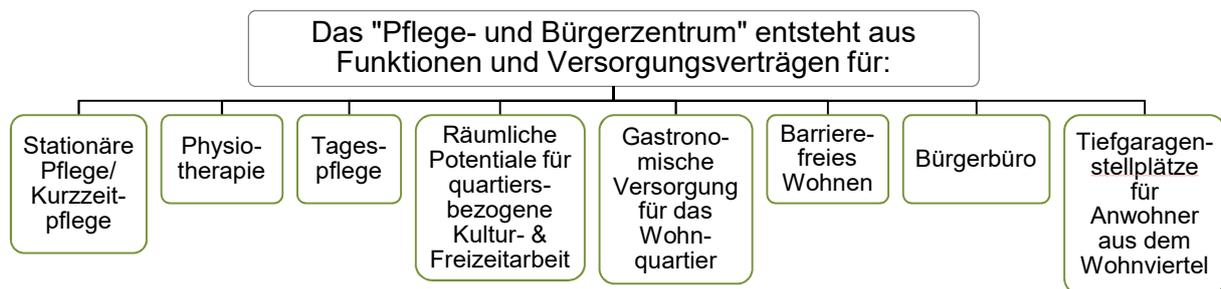 Das "Pflege- und Bürgerzentrum" entsteht aus
Funktionen und Versorgungsverträgen für:
Stationäre
Pflege/
Kurzzeit-
pflege
Physio-
therapie
Tages-
pflege
Räumliche
Potentiale für
quartiers-
bezogene
Kultur- &
Freizeitarbeit
Gastrono-
mische
Versorgung
für das
Wohn-
quartier
Barriere-
freies
Wohnen
Bürgerbüro
Tiefgaragen-
stellplätze
für
Anwohner
aus dem
Wohnviertel